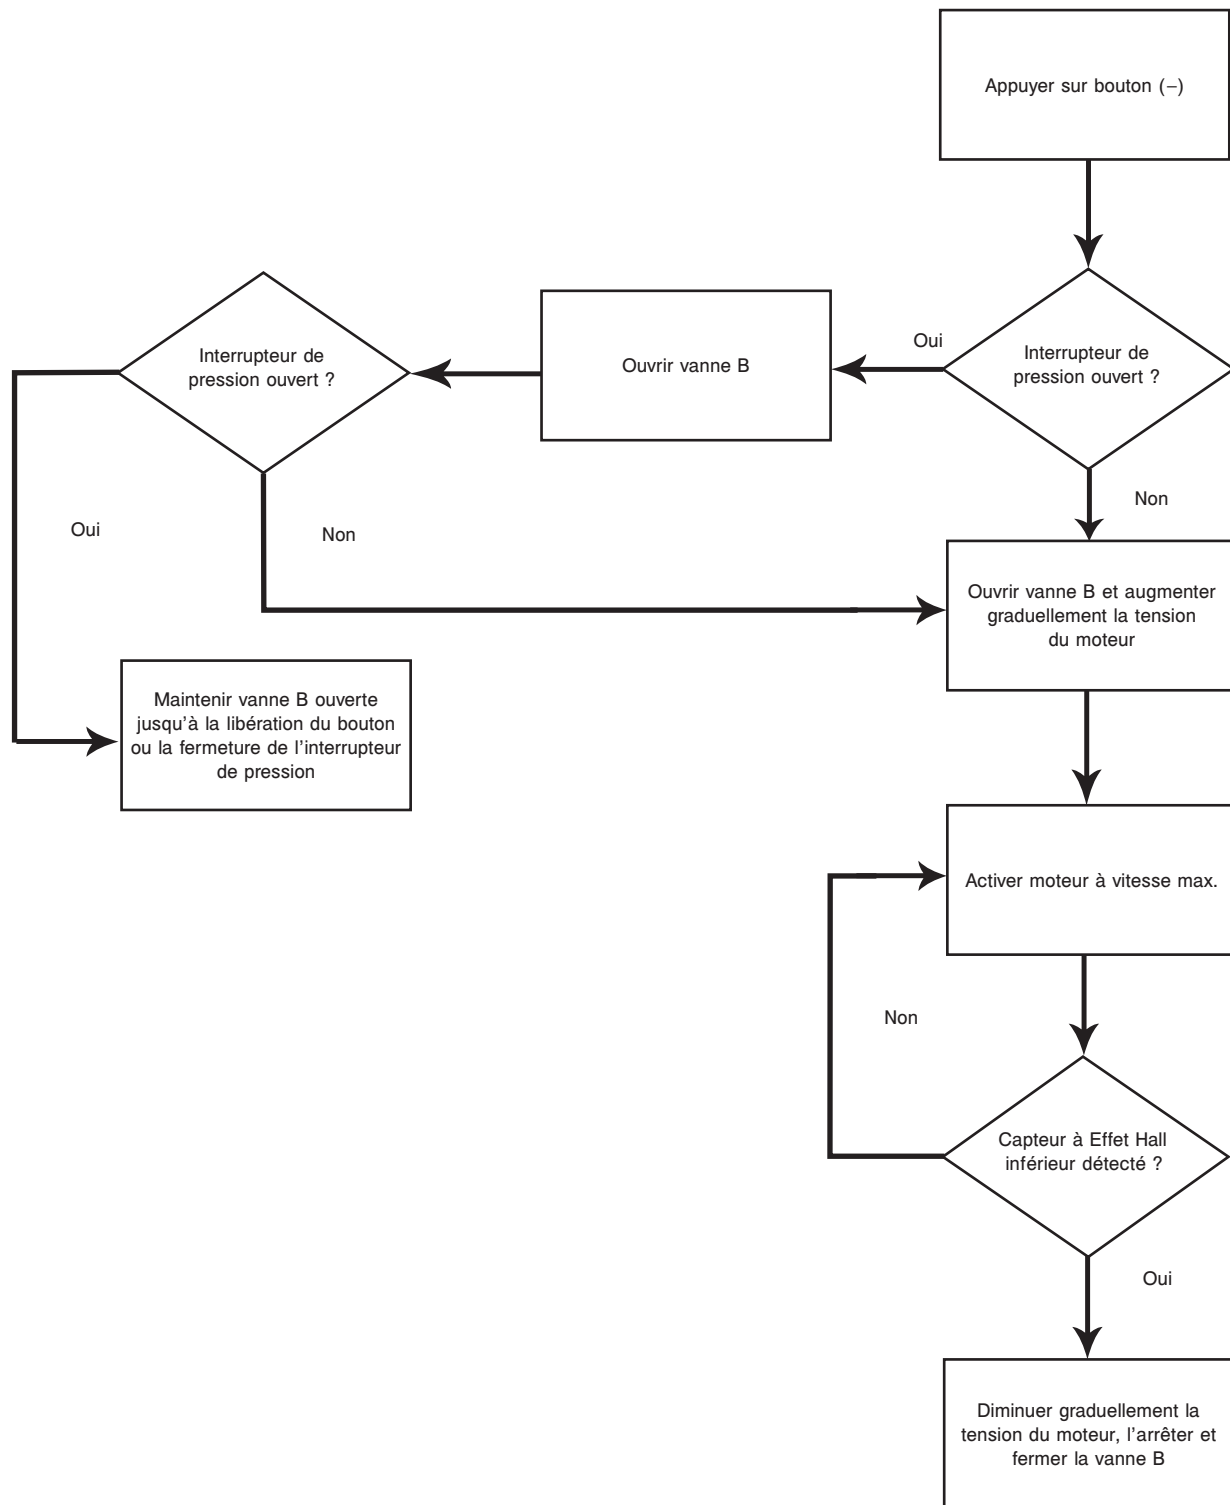 Appuyer sur bouton (–)
Interrupteur de
pression ouvert ?
Oui
Ouvrir vanne B
Interrupteur de
pression ouvert ?
Non
Oui
Non
Ouvrir vanne B et augmenter
graduellement la tension
du moteur
Maintenir vanne B ouverte
jusqu’à la libération du bouton
ou la fermeture de l’interrupteur
de pression
Activer moteur à vitesse max.
Non
Capteur à Effet Hall
inférieur détecté ?
Oui
Diminuer graduellement la
tension du moteur, l’arrêter et
fermer la vanne B